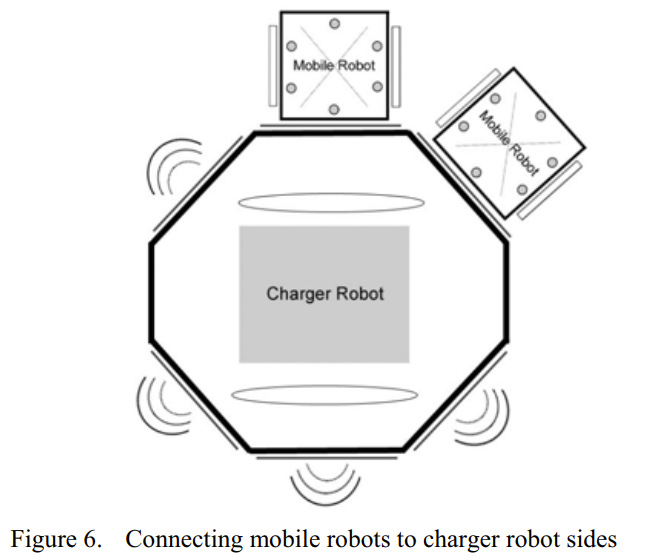 Mobile Robot
Mobile Robot
Charger Robot
Figure 6. Connecting mobile robots to charger robot sides